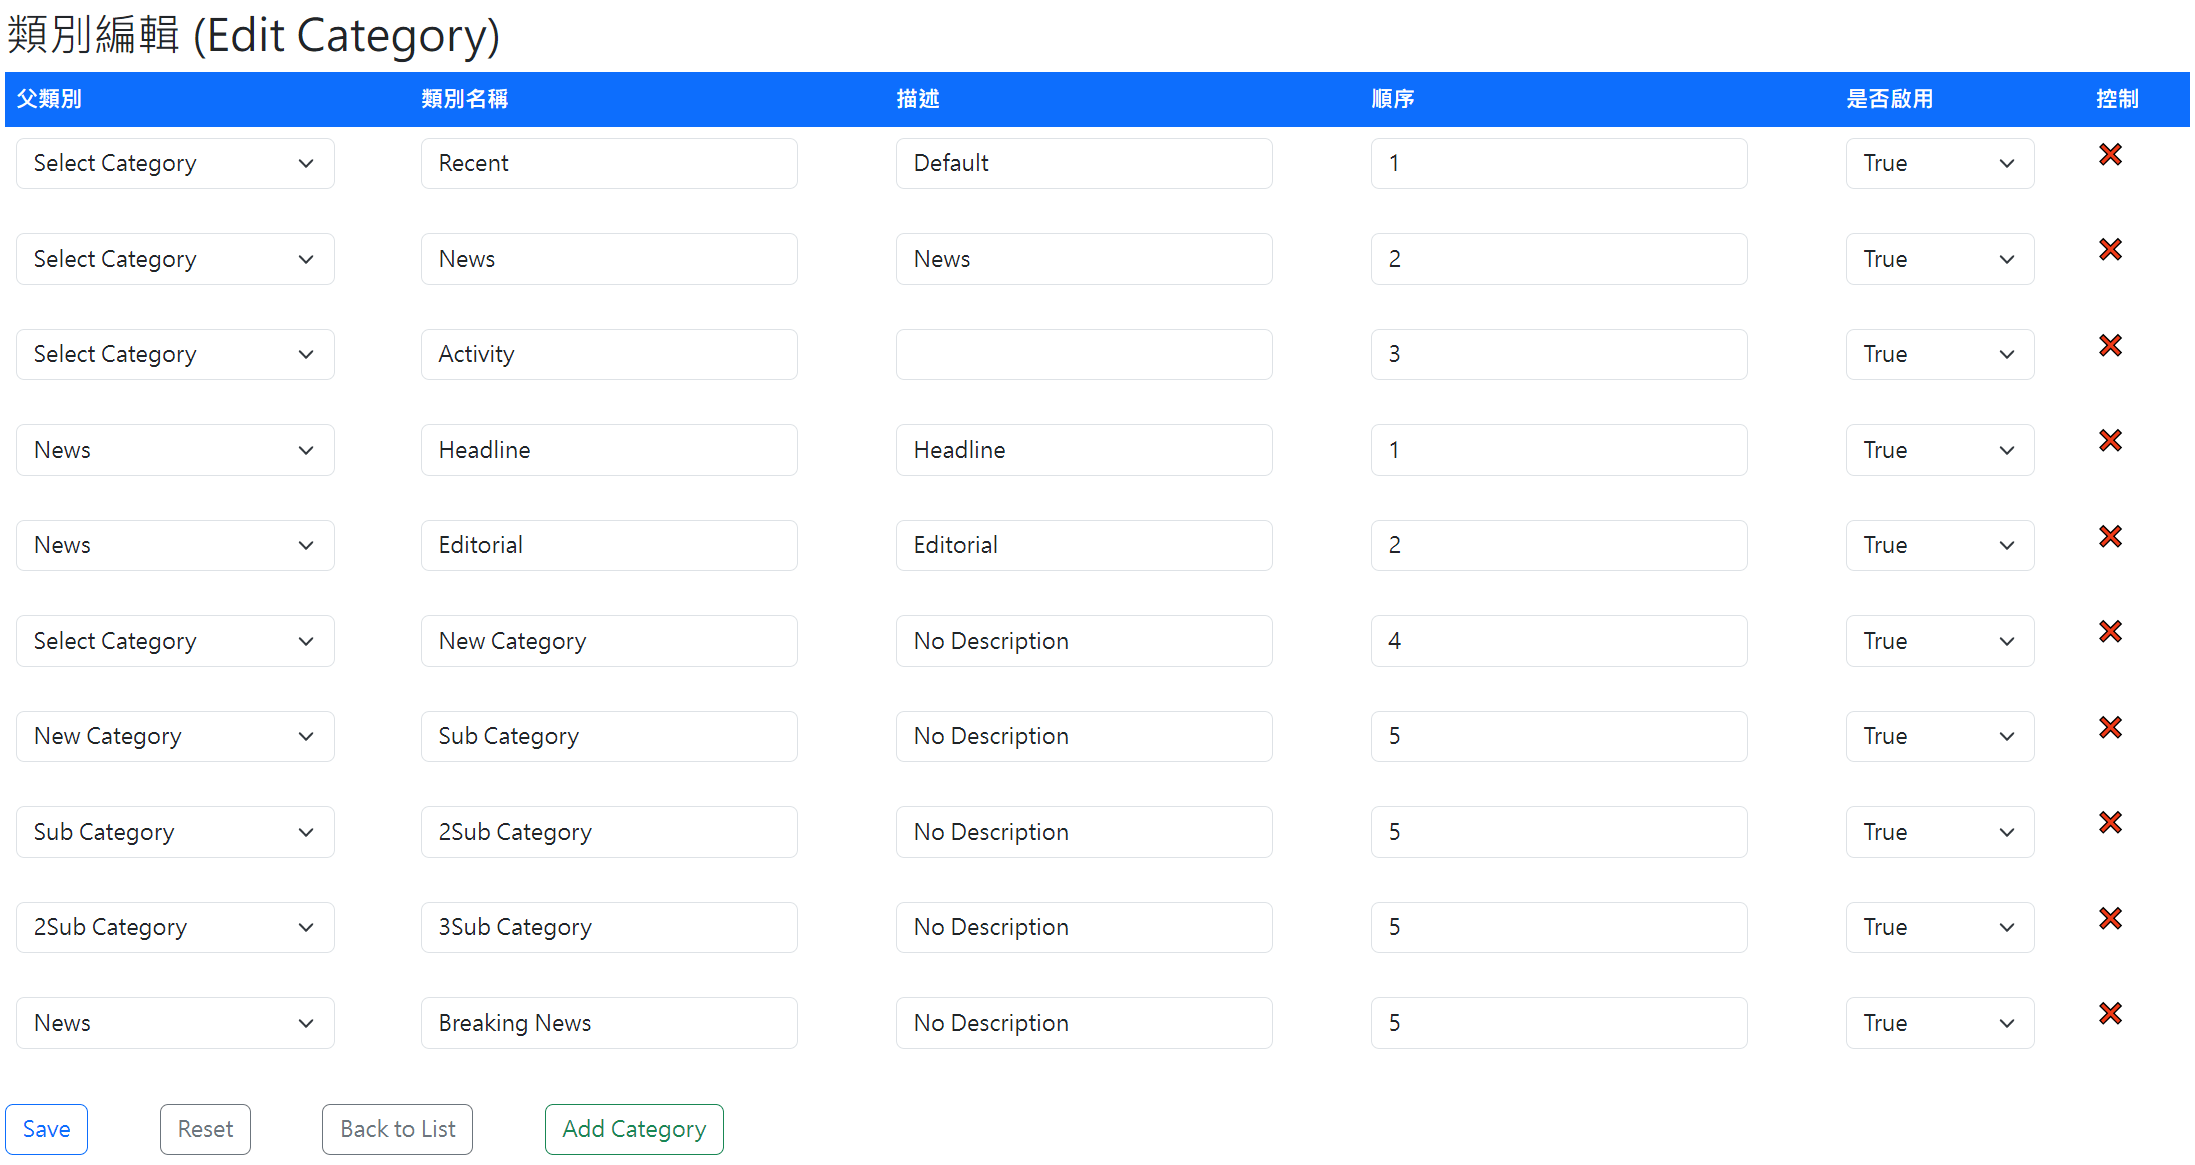 類別編輯 (Edit Category)
父類別 類別名稱 描述 順序 是否啟用 控制
Select Category Recent Default 1 True
Select Category News News 2 True
Select Category Activity 3 True
News Headline Headline 1 True
News Editorial Editorial 2 True
Select Category New Category No Description 4 True
New Category Sub Category No Description 5 True
Sub Category 2Sub Category No Description 5 True
2Sub Category 3Sub Category No Description 5 True
News Breaking News No Description 5 True
Save Reset Back to List Add Category